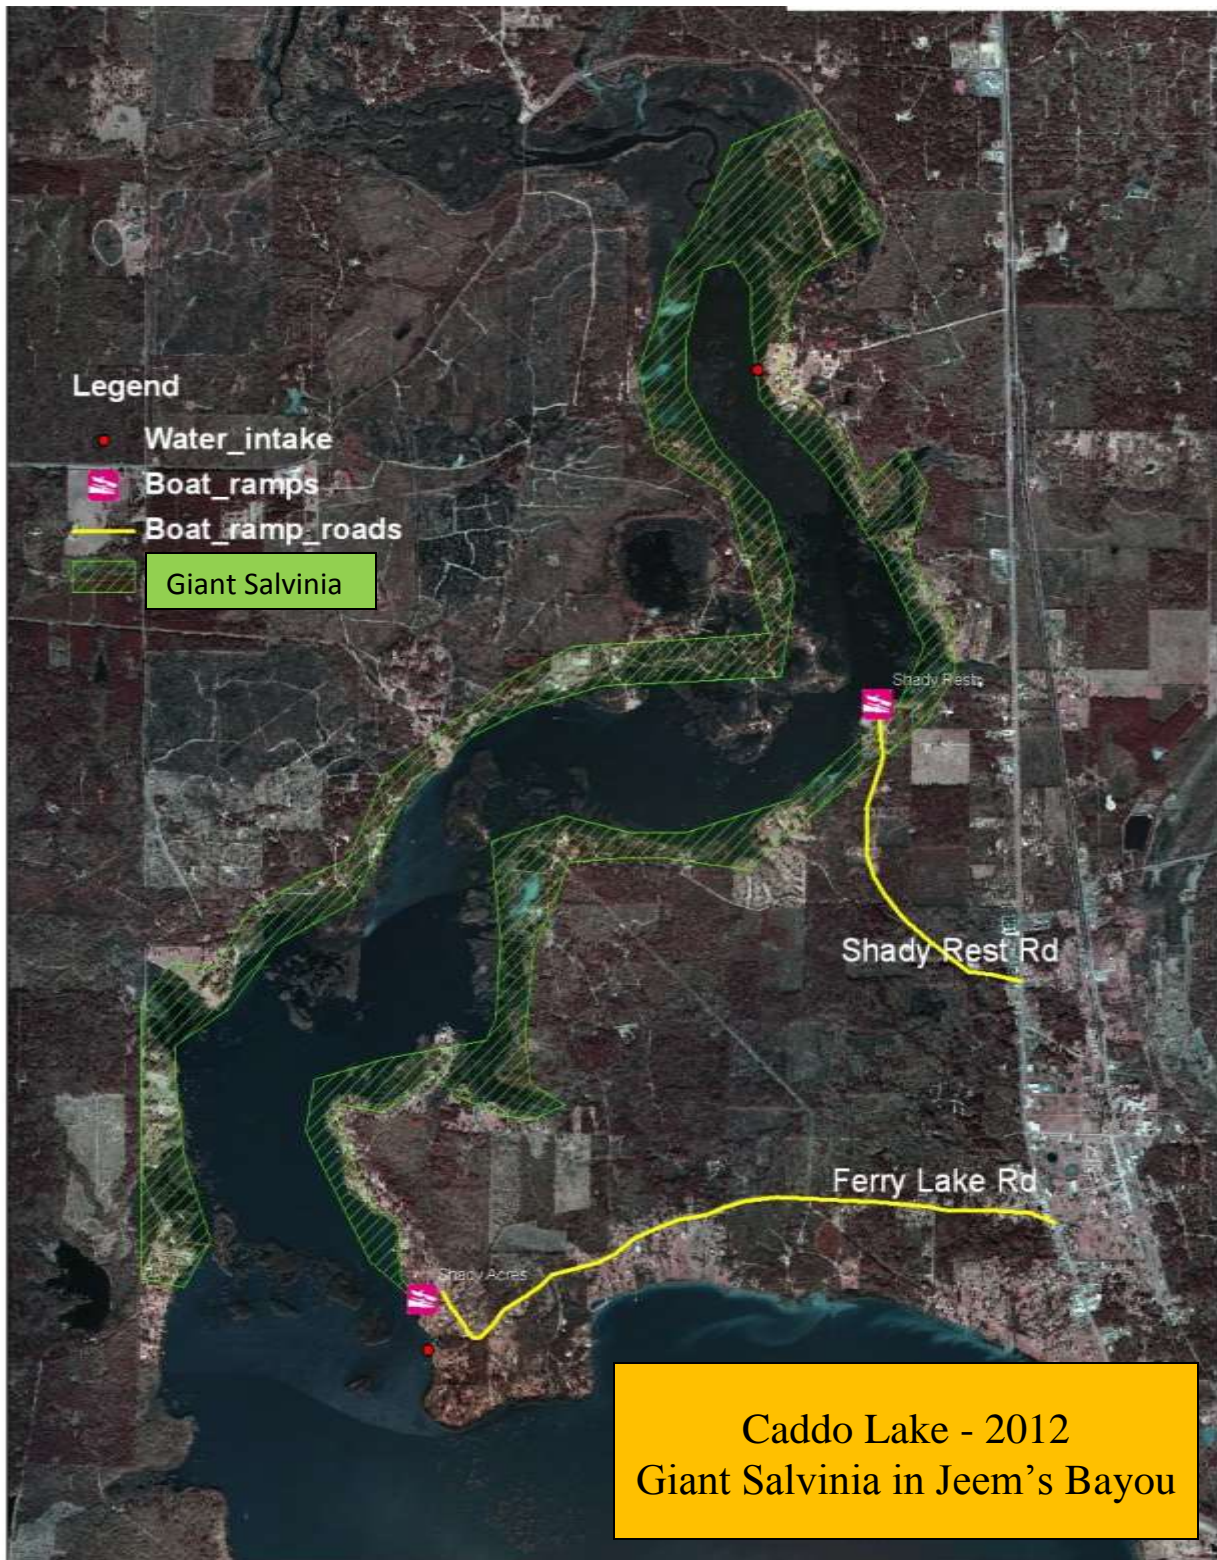 Legend
Water_intake
Boat_ramps
Boat_ramp_roads
Giant Salvinia
Shady Rest
Shady Rest Rd
Ferry Lake Rd
Shady Acres
Caddo Lake - 2012
Giant Salvinia in Jeem's Bayou